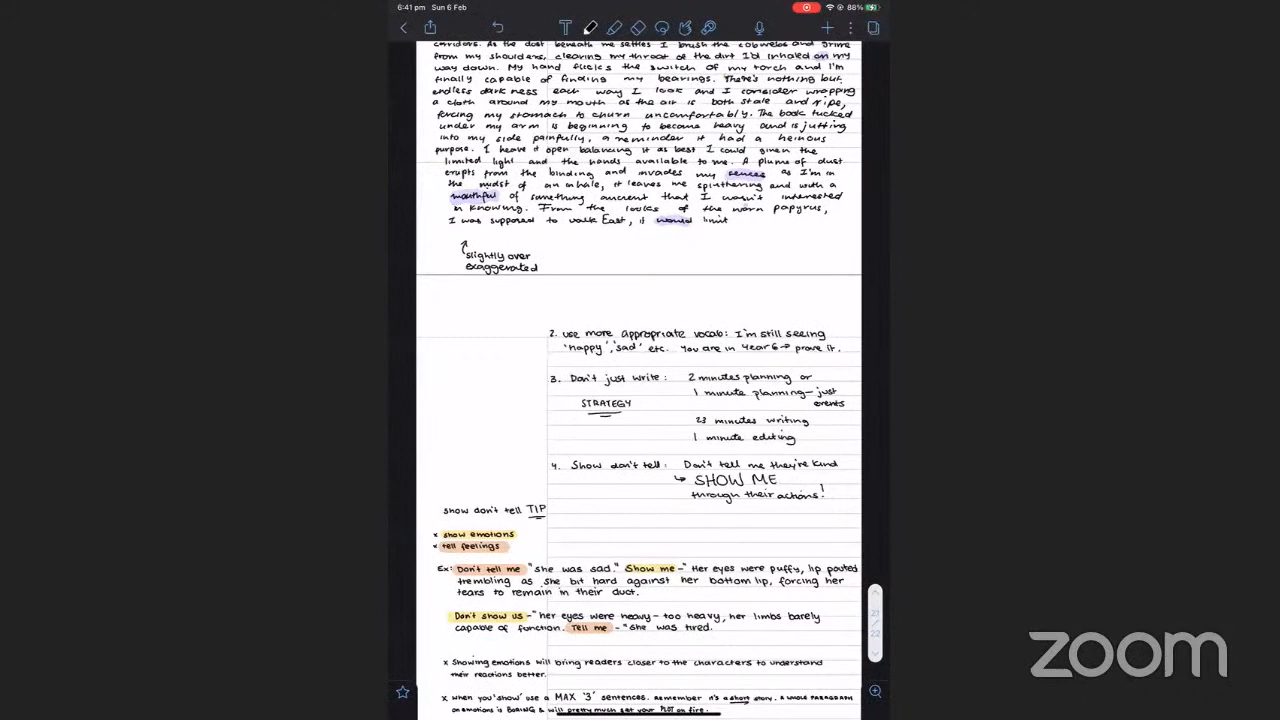 6:41 pm Sun 6 Feb
88%
corridors. As the dust beneath me settles I brush the cobwebs and grime
from my shoulders, clearing my throat of the dirt I'd inhaled on my
way down. My hand flicks the switch of my torch and I'm
finally capable of finding my bearings. There's nothing but
endless darkness each way I look and I consider wrapping
a cloth around my mouth as the air is both stale and ripe,
forcing my stomach to churn uncomfortably. The book tucked
under my arm is beginning to become heavy and is jutting
into my side painfully, a reminder it had a heinous
purpose. I heave it open balancing it as best I could given the
limited light and the hands available to me. A plume of dust
erupts from the binding and invades my sences as I'm in
the midst of an inhale, it leaves me spluttering and with a
mouthful of something ancient that I wasn't interested
in knowing. From the looks of the worn papyrus,
I was supposed to walk East, it would limit
slightly over
exaggerated
2. use more appropriate vocab: I'm still seeing
'happy', 'sad' etc. You are in Year 6 → prove it.
3. Don't just write: 2 minutes planning or
1 minute planning – just
STRATEGY events
23 minutes writing
1 minute editing
4. Show don't tell: Don't tell me they're kind
↳ SHOW ME
through their actions!
show don't tell TIP
x show emotions
x tell feelings
Ex: Don't tell me "she was sad." Show me – "Her eyes were puffy, lip pouted
trembling as she bit hard against her bottom lip, forcing her
tears to remain in their duct.
Don't show us – "her eyes were heavy – too heavy, her limbs barely
capable of function. Tell me – "she was tired.
x Showing emotions will bring readers closer to the characters to understand
their reactions better.
x when you 'show' use a MAX '3' sentences. Remember it's a short story. A WHOLE PARAGRAPH
on emotions is BORING & will pretty much set your PLOT on fire.
21
22
zoom